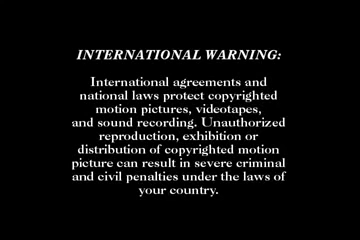 INTERNATIONAL WARNING:
International agreements and
national laws protect copyrighted
motion pictures, videotapes,
and sound recording. Unauthorized
reproduction, exhibition or
distribution of copyrighted motion
picture can result in severe criminal
and civil penalties under the laws of
your country.